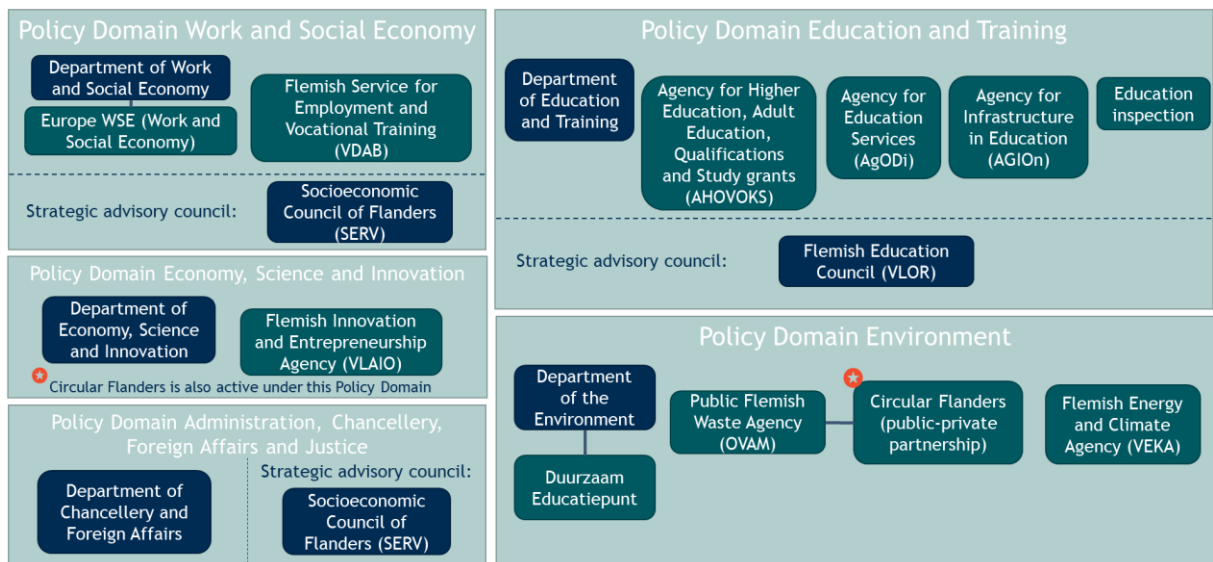 Policy Domain Work and Social Economy
Department of Work
and Social Economy
Europe WSE (Work and
Social Economy)
Flemish Service for
Employment and
Vocational Training
(VDAB)
Strategic advisory council:
Socioeconomic
Council of Flanders
(SERV)
Policy Domain Economy, Science and Innovation
Department of
Economy, Science
and Innovation
Flemish Innovation
and Entrepreneurship
Agency (VLAIO)
Circular Flanders is also active under this Policy Domain
Policy Domain Administration, Chancellery,
Foreign Affairs and Justice
Department of
Chancellery and
Foreign Affairs
Strategic advisory council:
Socioeconomic
Council of
Flanders (SERV)
Policy Domain Education and Training
Department
of Education
and Training
Agency for Higher
Education, Adult
Education,
Qualifications
and Study grants
(AHOVOKS)
Agency for
Education
Services
(AgODi)
Agency for
Infrastructure
in Education
(AGIOn)
Education
inspection
Strategic advisory council:
Flemish Education
Council (VLOR)
Policy Domain Environment
Department
of the
Environment
Duurzaam
Educatiepunt
Public Flemish
Waste Agency
(OVAM)
Circular Flanders
(public-private
partnership)
Flemish Energy
and Climate
Agency (VEKA)